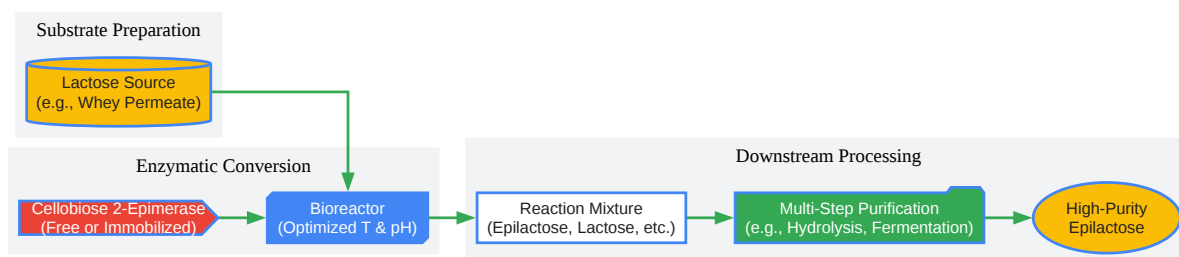 Substrate Preparation
Lactose Source
(e.g., Whey Permeate)
Enzymatic Conversion
Cellobiose 2-Epimerase
(Free or Immobilized)
Bioreactor
(Optimized T & pH)
Downstream Processing
Reaction Mixture
(Epilactose, Lactose, etc.)
Multi-Step Purification
(e.g., Hydrolysis, Fermentation)
High-Purity
Epilactose